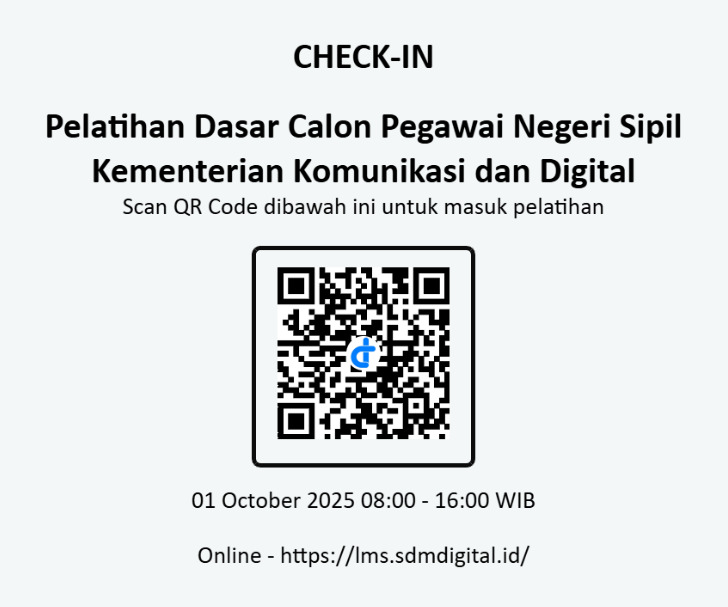 CHECK-IN
Pelatihan Dasar Calon Pegawai Negeri Sipil
Kementerian Komunikasi dan Digital
Scan QR Code dibawah ini untuk masuk pelatihan
01 October 2025 08:00 - 16:00 WIB
Online - https://lms.sdmdigital.id/